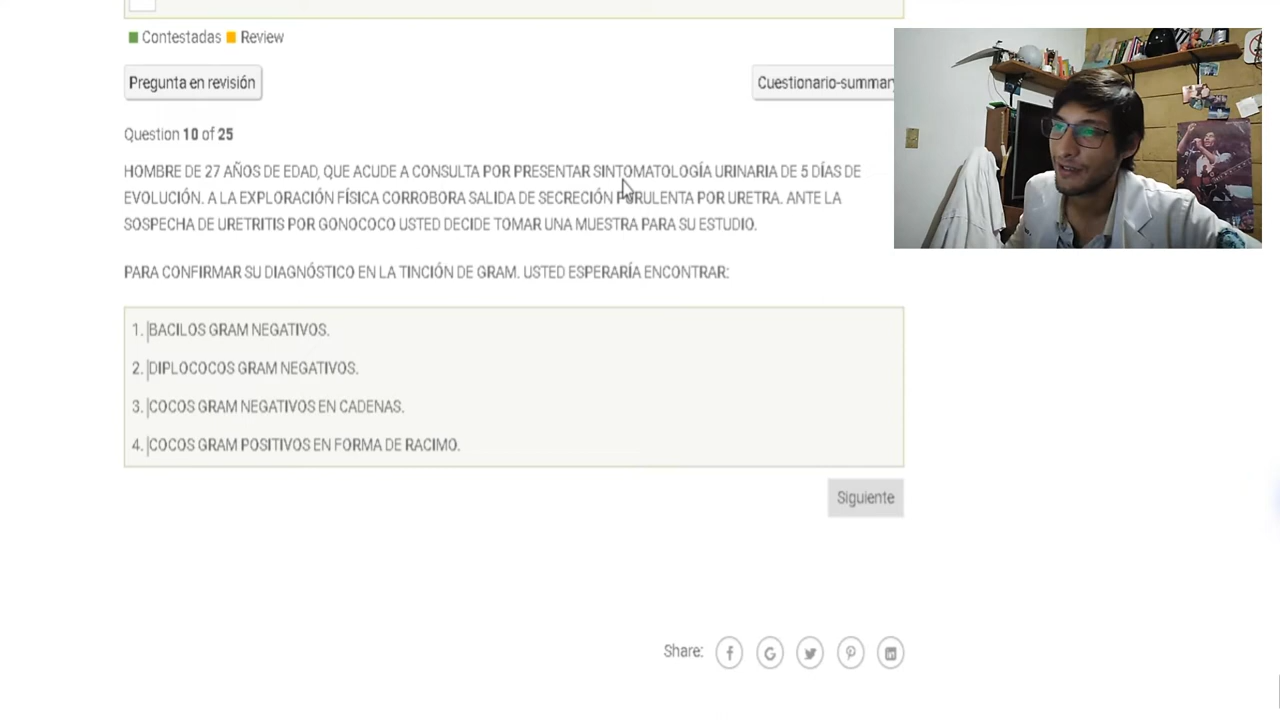 Contestadas Review
Pregunta en revisión
Cuestionario-summary
Question 10 of 25
HOMBRE DE 27 AÑOS DE EDAD, QUE ACUDE A CONSULTA POR PRESENTAR SINTOMATOLOGÍA URINARIA DE 5 DÍAS DE
EVOLUCIÓN. A LA EXPLORACIÓN FÍSICA CORROBORA SALIDA DE SECRECIÓN PURULENTA POR URETRA. ANTE LA
SOSPECHA DE URETRITIS POR GONOCOCO USTED DECIDE TOMAR UNA MUESTRA PARA SU ESTUDIO.
PARA CONFIRMAR SU DIAGNÓSTICO EN LA TINCIÓN DE GRAM. USTED ESPERARÍA ENCONTRAR:
1. BACILOS GRAM NEGATIVOS.
2. DIPLOCOCOS GRAM NEGATIVOS.
3. COCOS GRAM NEGATIVOS EN CADENAS.
4. COCOS GRAM POSITIVOS EN FORMA DE RACIMO.
Siguiente
Share: